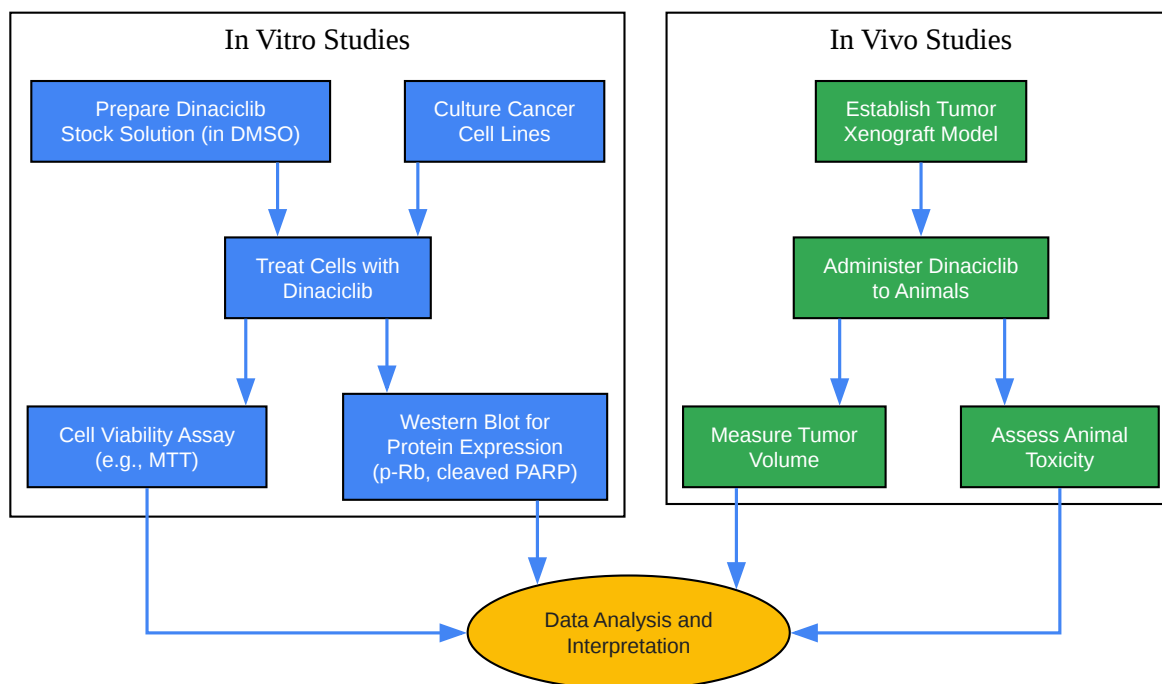 In Vitro Studies
Prepare Dinaciclib
Stock Solution (in DMSO)
Culture Cancer
Cell Lines
Treat Cells with
Dinaciclib
Cell Viability Assay
(e.g., MTT)
Western Blot for
Protein Expression
(p-Rb, cleaved PARP)
In Vivo Studies
Establish Tumor
Xenograft Model
Administer Dinaciclib
to Animals
Measure Tumor
Volume
Assess Animal
Toxicity
Data Analysis and
Interpretation